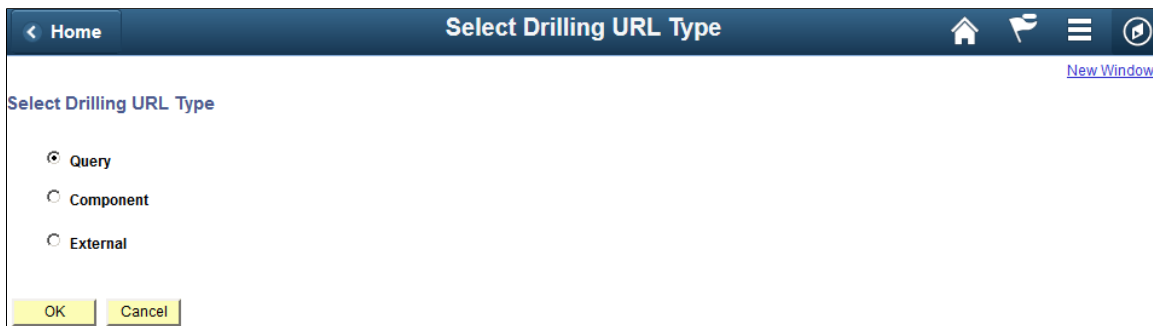 Home
Select Drilling URL Type
New Window
Select Drilling URL Type
Query
Component
External
OK
Cancel